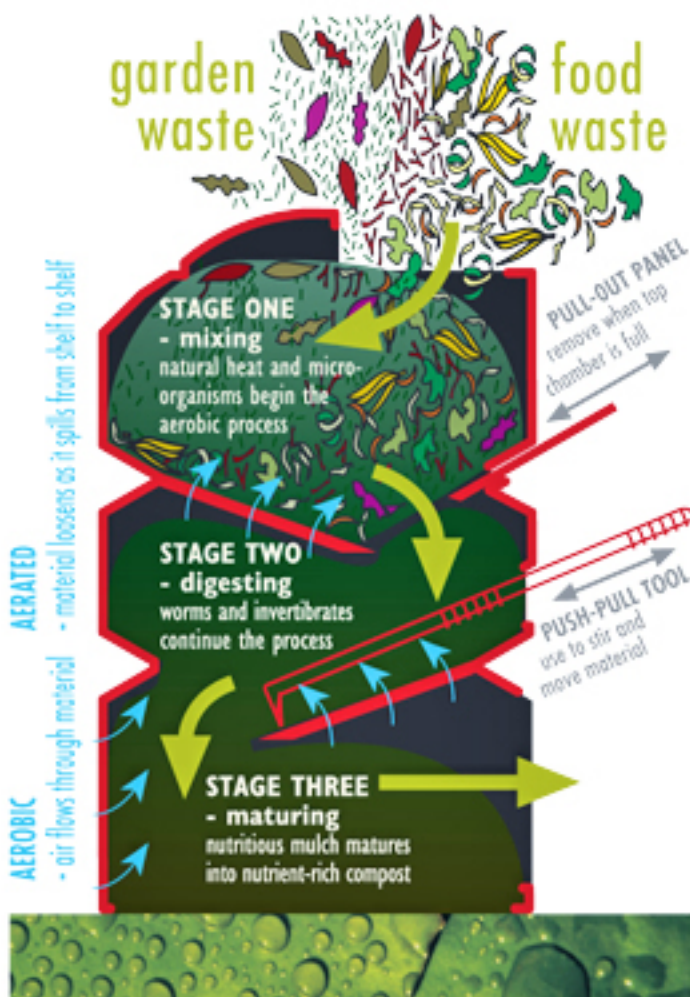 garden
waste
food
waste
STAGE ONE
- mixing
natural heat and micro-
organisms begin the
aerobic process
PULL-OUT PANEL
remove when top
chamber is full
STAGE TWO
- digesting
worms and invertibrates
continue the process
PUSH-PULL TOOL
use to stir and
move material
STAGE THREE
- maturing
nutritious mulch matures
into nutrient-rich compost
AERATED
- material loosens as it spills from shelf to shelf
AEROBIC
- air flows through material